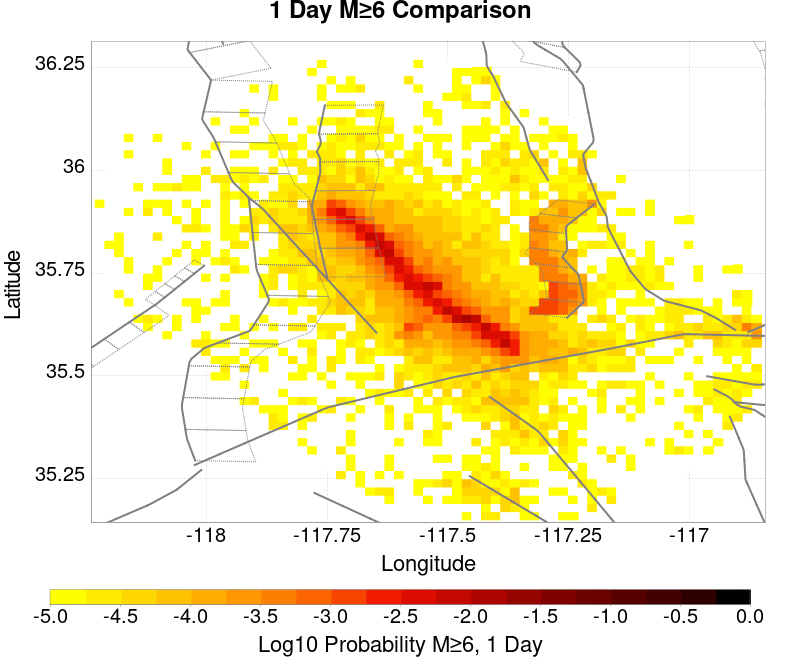 1 Day M≥6 Comparison
36.25
36
35.75
35.5
35.25
Latitude
-118 -117.75 -117.5 -117.25 -117
Longitude
-5.0 -4.5 -4.0 -3.5 -3.0 -2.5 -2.0 -1.5 -1.0 -0.5 0.0
Log10 Probability M≥6, 1 Day